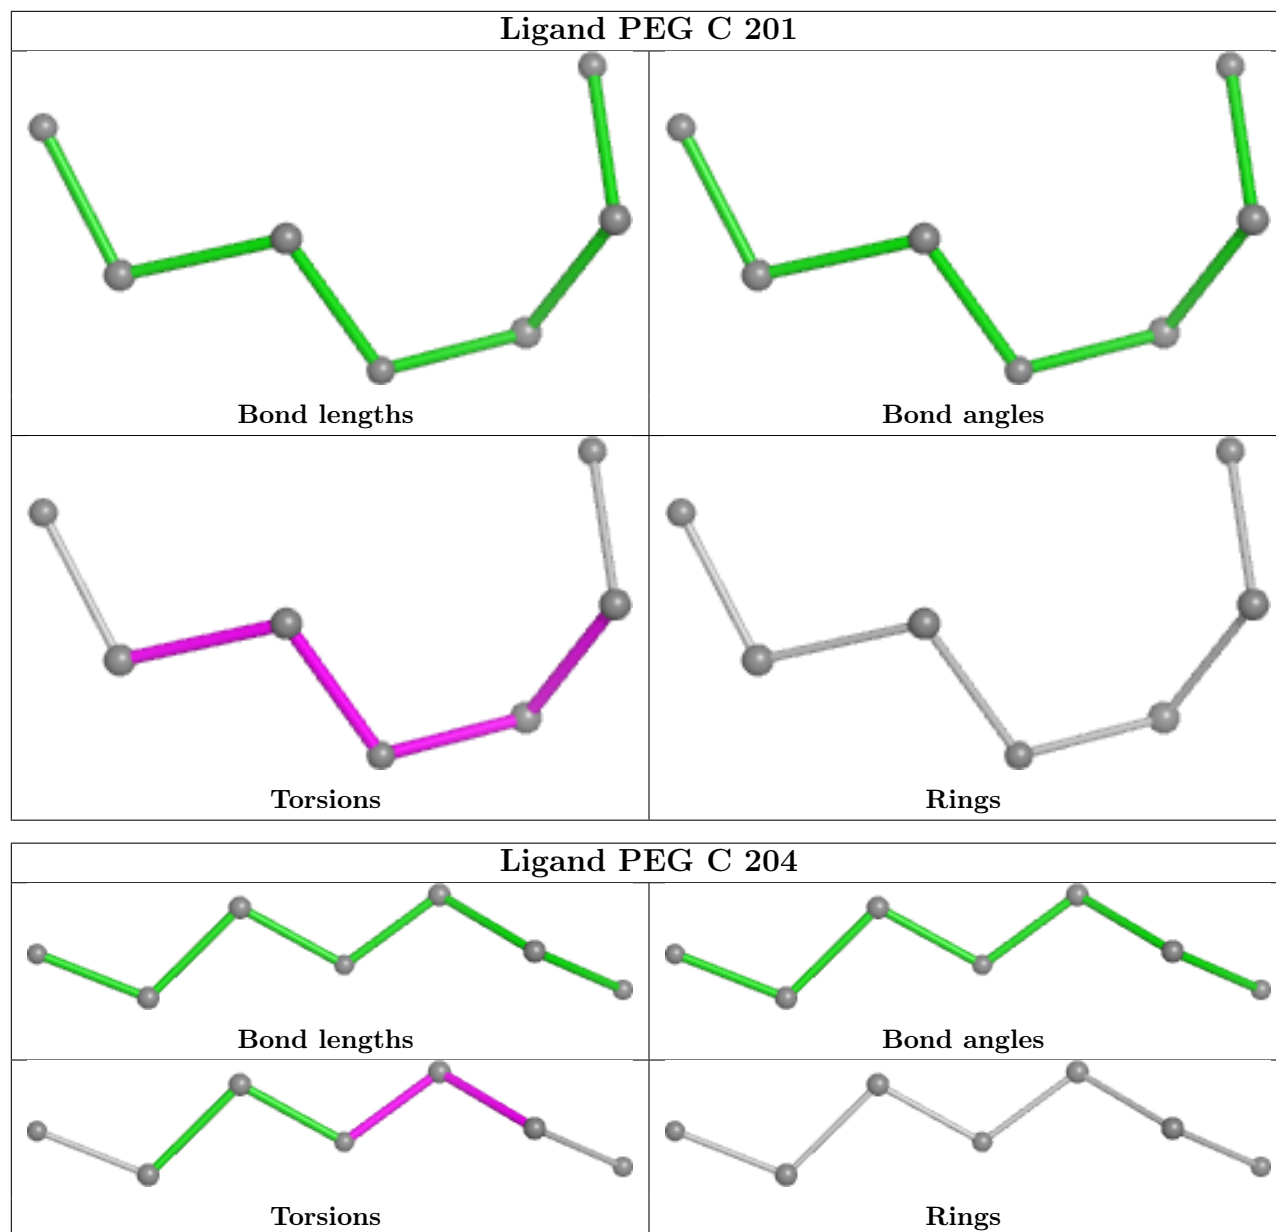 Ligand PEG C 201
Bond lengths
Bond angles
Torsions
Rings
Ligand PEG C 204
Bond lengths
Bond angles
Torsions
Rings